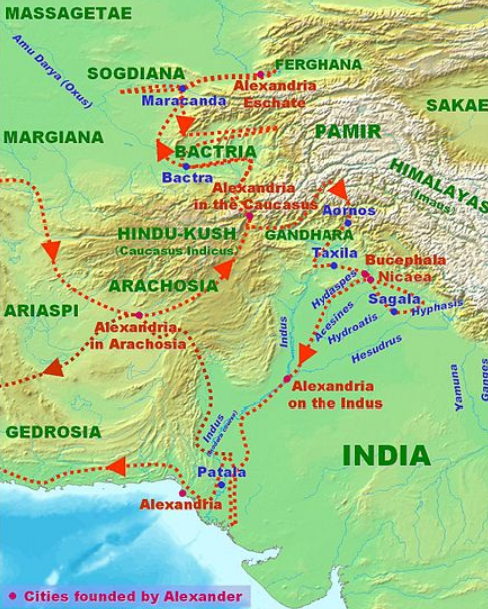 MASSAGETAE
Amu Darya (Oxus)
SOGDIANA
FERGHANA
Maracanda
Alexandria
Eschate
SAKAE
MARGIANA
PAMIR
BACTRIA
Bactra
HIMALAYAS
(Imaus)
Alexandria
in the Caucasus
Aornos
HINDU-KUSH
(Caucasus Indicus)
GANDHARA
Taxila
Bucephala
Nicaea
ARACHOSIA
Hydaspes
Sagala
Hyphasis
ARIASPI
Alexandria
in Arachosia
Indus
Acesines
Hydroatis
Hesudrus
Yamuna
Ganges
Alexandria
on the Indus
GEDROSIA
Indus
INDIA
Patala
Alexandria
Cities founded by Alexander